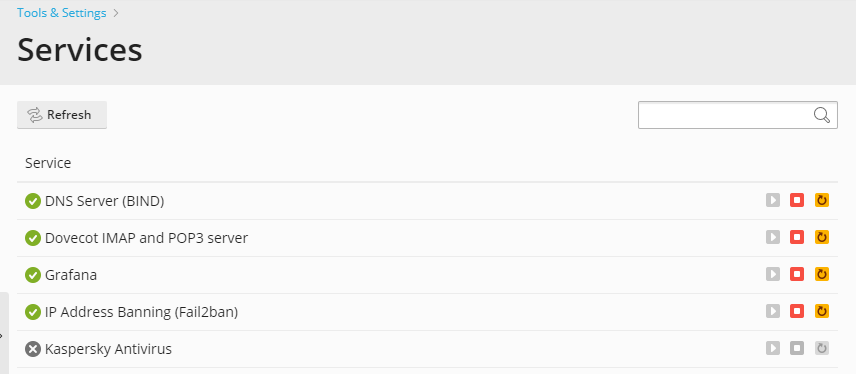 Tools & Settings
Services
Refresh
Service
DNS Server (BIND)
Dovecot IMAP and POP3 server
Grafana
IP Address Banning (Fail2ban)
Kaspersky Antivirus